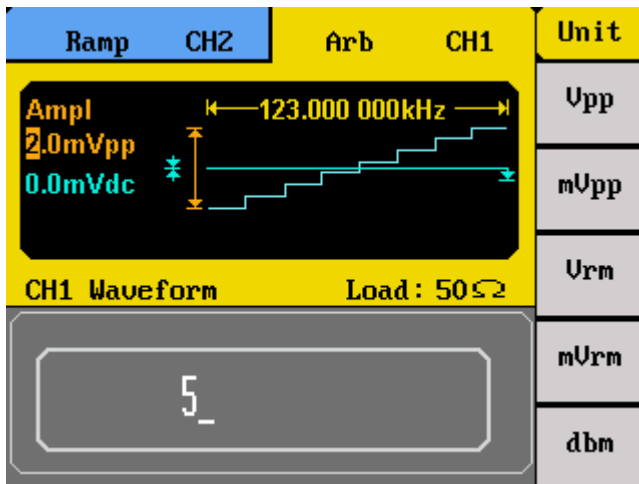 Ramp CH2 Arb CH1 Unit
Ampl 123.000 000kHz Vpp
2.0mVpp
0.0mVdc mVpp
CH1 Waveform Load: 50Ω Vrm
5_ mVrm
dbm